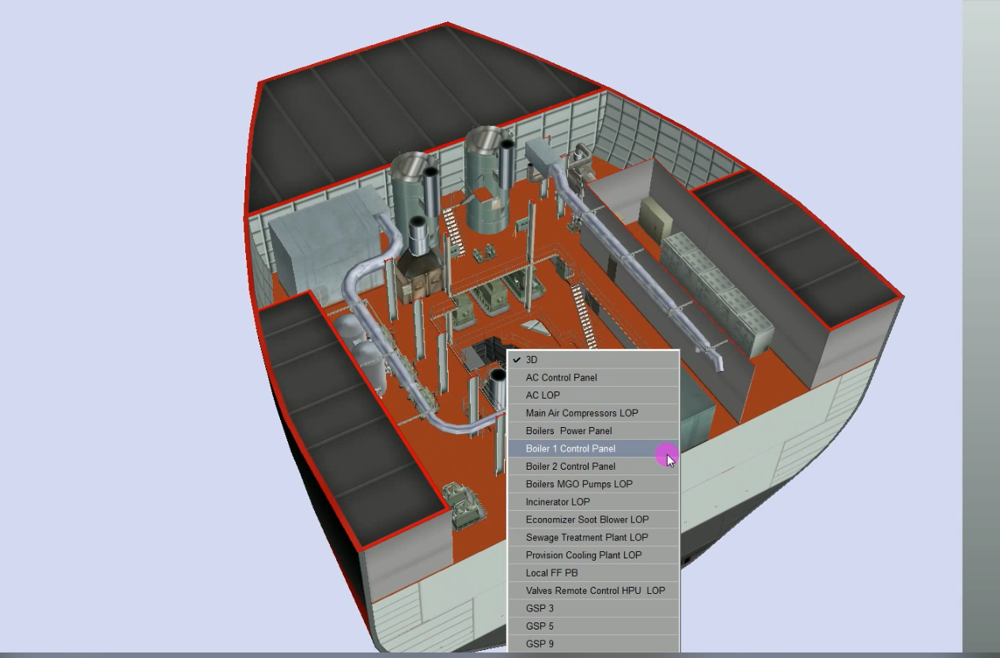 3D
AC Control Panel
AC LOP
Main Air Compressors LOP
Boilers  Power Panel
Boiler 1 Control Panel
Boiler 2 Control Panel
Boilers MGO Pumps LOP
Incinerator LOP
Economizer Soot Blower LOP
Sewage Treatment Plant LOP
Provision Cooling Plant LOP
Local FF PB
Valves Remote Control HPU  LOP
GSP 3
GSP 5
GSP 9